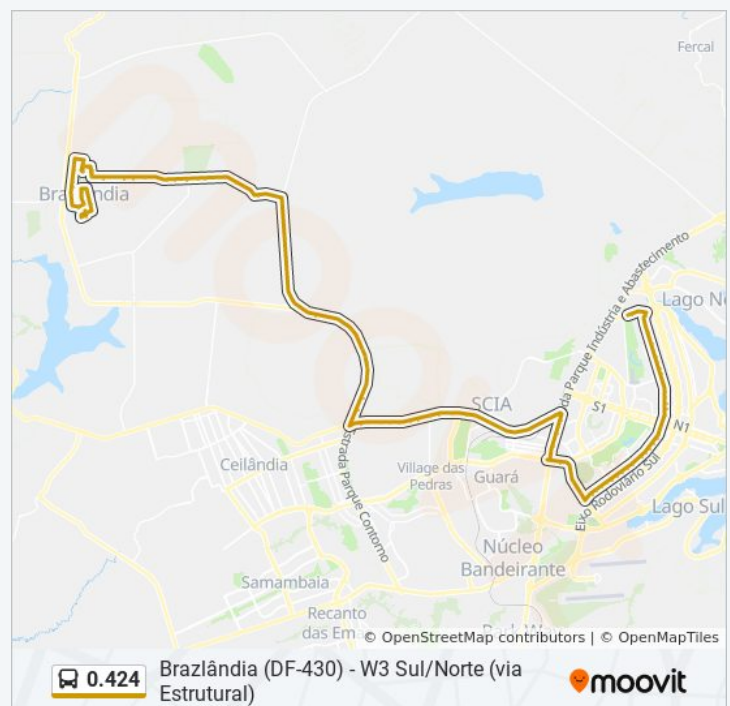 Fercal
Brazlândia
Estrada Parque Indústria e Abastecimento
Lago No
SCIA
S1
N1
Ceilândia
Estrada Parque Contorno
Village das
Pedras
Guará
Eixo Rodoviário Sul
Lago Sul
Núcleo
Bandeirante
Samambaia
Recanto
das Em
© OpenStreetMap contributors | © OpenMapTiles
0.424
Brazlândia (DF-430) - W3 Sul/Norte (via
Estrutural)
moovit